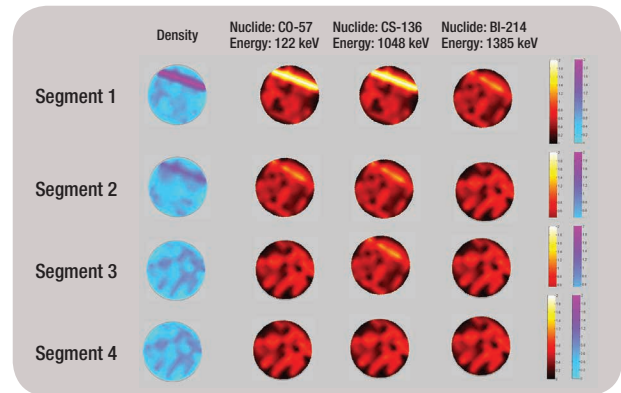 Density
Nuclide: CO-57
Energy: 122 keV
Nuclide: CS-136
Energy: 1048 keV
Nuclide: BI-214
Energy: 1385 keV
Segment 1
Segment 2
Segment 3
Segment 4